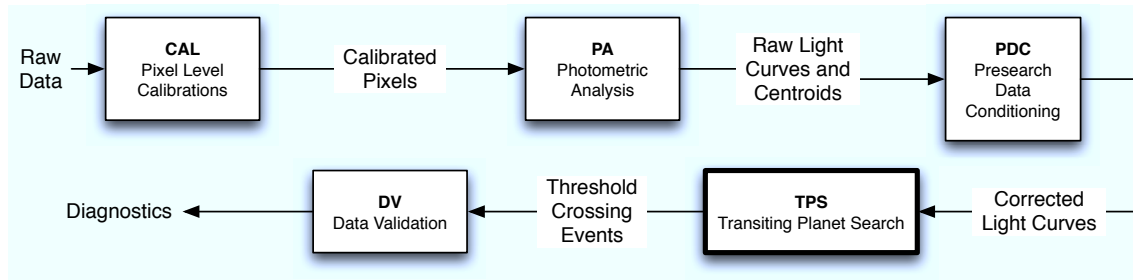 Raw
Data
CAL
Pixel Level
Calibrations
Calibrated
Pixels
PA
Photometric
Analysis
Raw Light
Curves and
Centroids
PDC
Presearch
Data
Conditioning
Corrected
Light Curves
TPS
Transiting Planet Search
Threshold
Crossing
Events
DV
Data Validation
Diagnostics